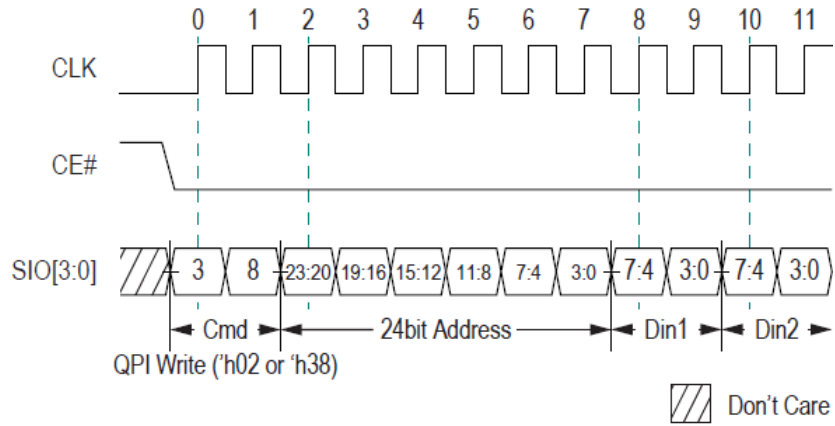 0 1 2 3 4 5 6 7 8 9 10 11
CLK
CE#
SIO[3:0] 3 8 23:20 19:16 15:12 11:8 7:4 3:0 7:4 3:0 7:4 3:0
Cmd 24bit Address Din1 Din2
QPI Write ('h02 or ‘h38)
Don't Care